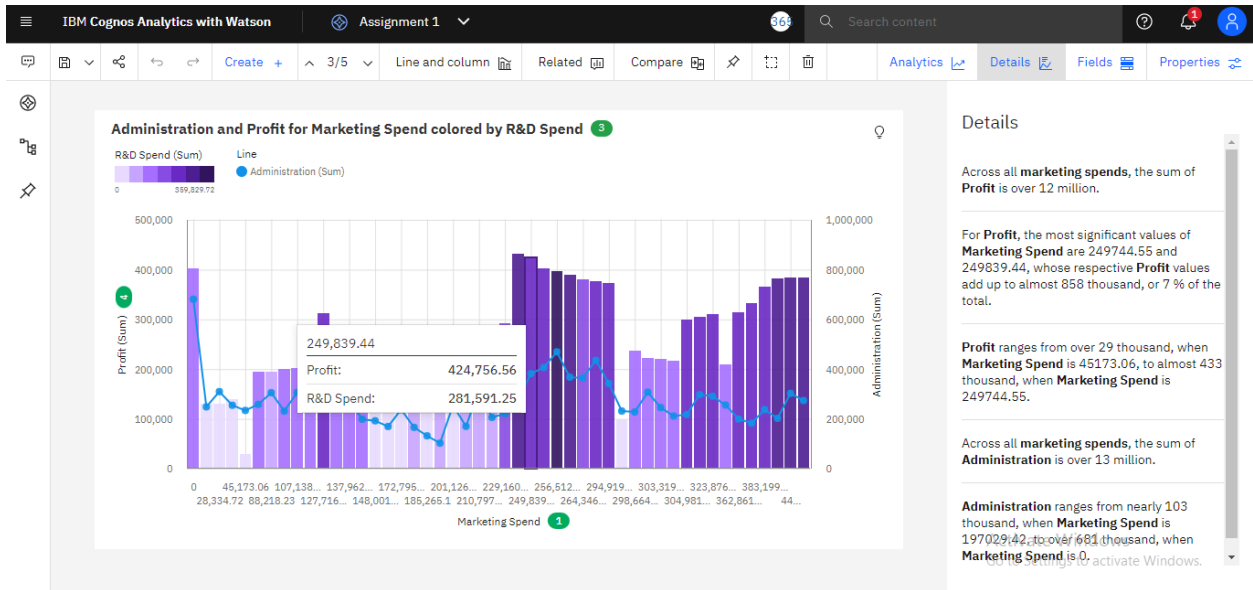 IBM Cognos Analytics with Watson
Assignment 1
365
Search content
1
Create +
3/5
Line and column
Related
Compare
Analytics
Details
Fields
Properties
Administration and Profit for Marketing Spend colored by R&D Spend 3
R&D Spend (Sum)
Line
0
559,829.72
Administration (Sum)
500,000
400,000
300,000
200,000
100,000
0
Profit (Sum) 4
1,000,000
800,000
600,000
400,000
200,000
0
Administration (Sum)
249,839.44
Profit: 424,756.56
R&D Spend: 281,591.25
0 45,173.06 107,138... 137,962... 172,795... 201,126... 229,160... 256,512... 294,919... 303,319... 323,876... 383,199...
28,334.72 88,218.23 127,716... 148,001... 185,265.1 210,797... 249,839... 264,346... 298,664... 304,981... 362,861... 44...
Marketing Spend 1
Details
Across all marketing spends, the sum of
Profit is over 12 million.
For Profit, the most significant values of
Marketing Spend are 249744.55 and
249839.44, whose respective Profit values
add up to almost 858 thousand, or 7 % of the
total.
Profit ranges from over 29 thousand, when
Marketing Spend is 45173.06, to almost 433
thousand, when Marketing Spend is
249744.55.
Across all marketing spends, the sum of
Administration is over 13 million.
Administration ranges from nearly 103
thousand, when Marketing Spend is
197029.42, to over 681 thousand, when
Marketing Spend is 0.
Activate Windows
Go to Settings to activate Windows.